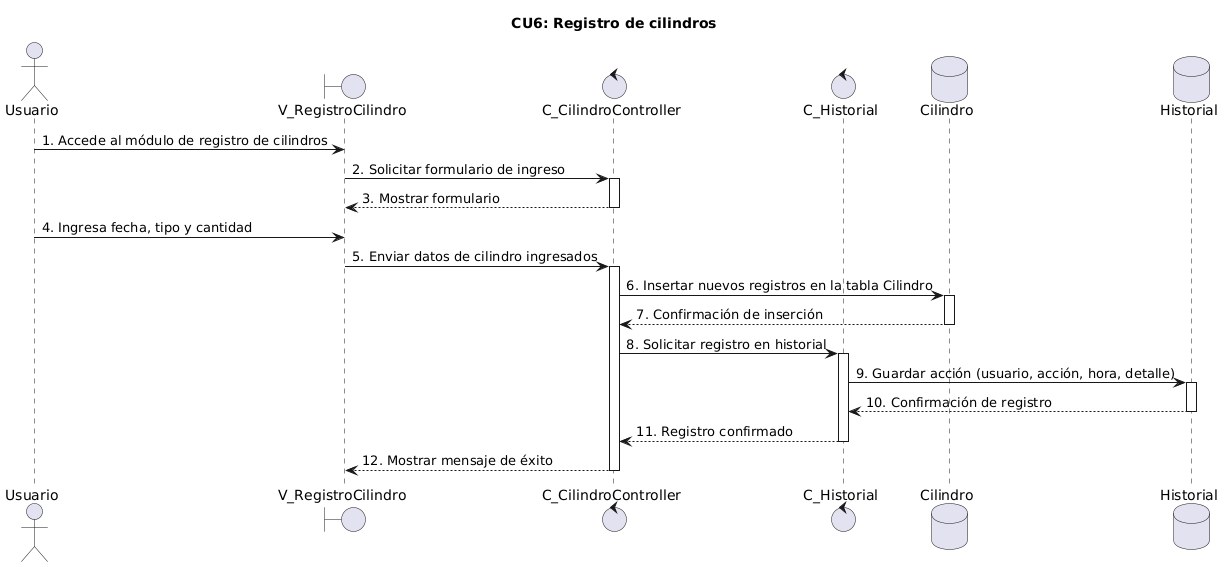 CU6: Registro de cilindros
Usuario
V_RegistroCilindro
C_CilindroController
C_Historial
Cilindro
Historial
1. Accede al módulo de registro de cilindros
2. Solicitar formulario de ingreso
3. Mostrar formulario
4. Ingresa fecha, tipo y cantidad
5. Enviar datos de cilindro ingresados
6. Insertar nuevos registros en la tabla Cilindro
7. Confirmación de inserción
8. Solicitar registro en historial
9. Guardar acción (usuario, acción, hora, detalle)
10. Confirmación de registro
11. Registro confirmado
12. Mostrar mensaje de éxito
Usuario
V_RegistroCilindro
C_CilindroController
C_Historial
Cilindro
Historial